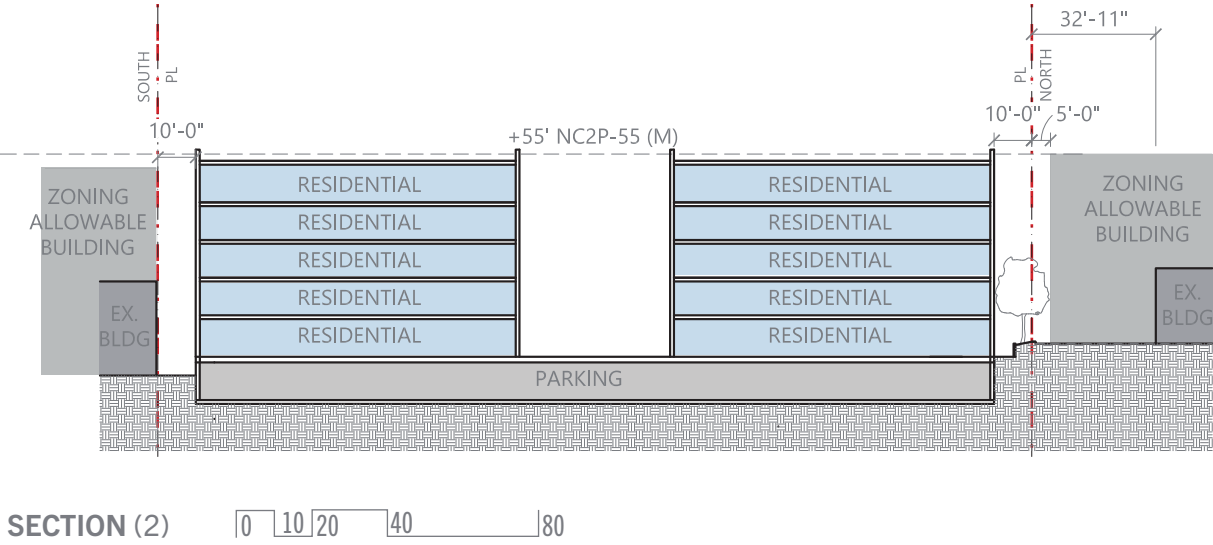 32'-11"
SOUTH
PL
PL
NORTH
10'-0"
10'-0"
5'-0"
+55' NC2P-55 (M)
ZONING
ALLOWABLE
BUILDING
RESIDENTIAL
RESIDENTIAL
RESIDENTIAL
RESIDENTIAL
RESIDENTIAL
RESIDENTIAL
RESIDENTIAL
RESIDENTIAL
RESIDENTIAL
RESIDENTIAL
ZONING
ALLOWABLE
BUILDING
EX.
BLDG
EX.
BLDG
PARKING
SECTION (2)
0 10 20 40 80